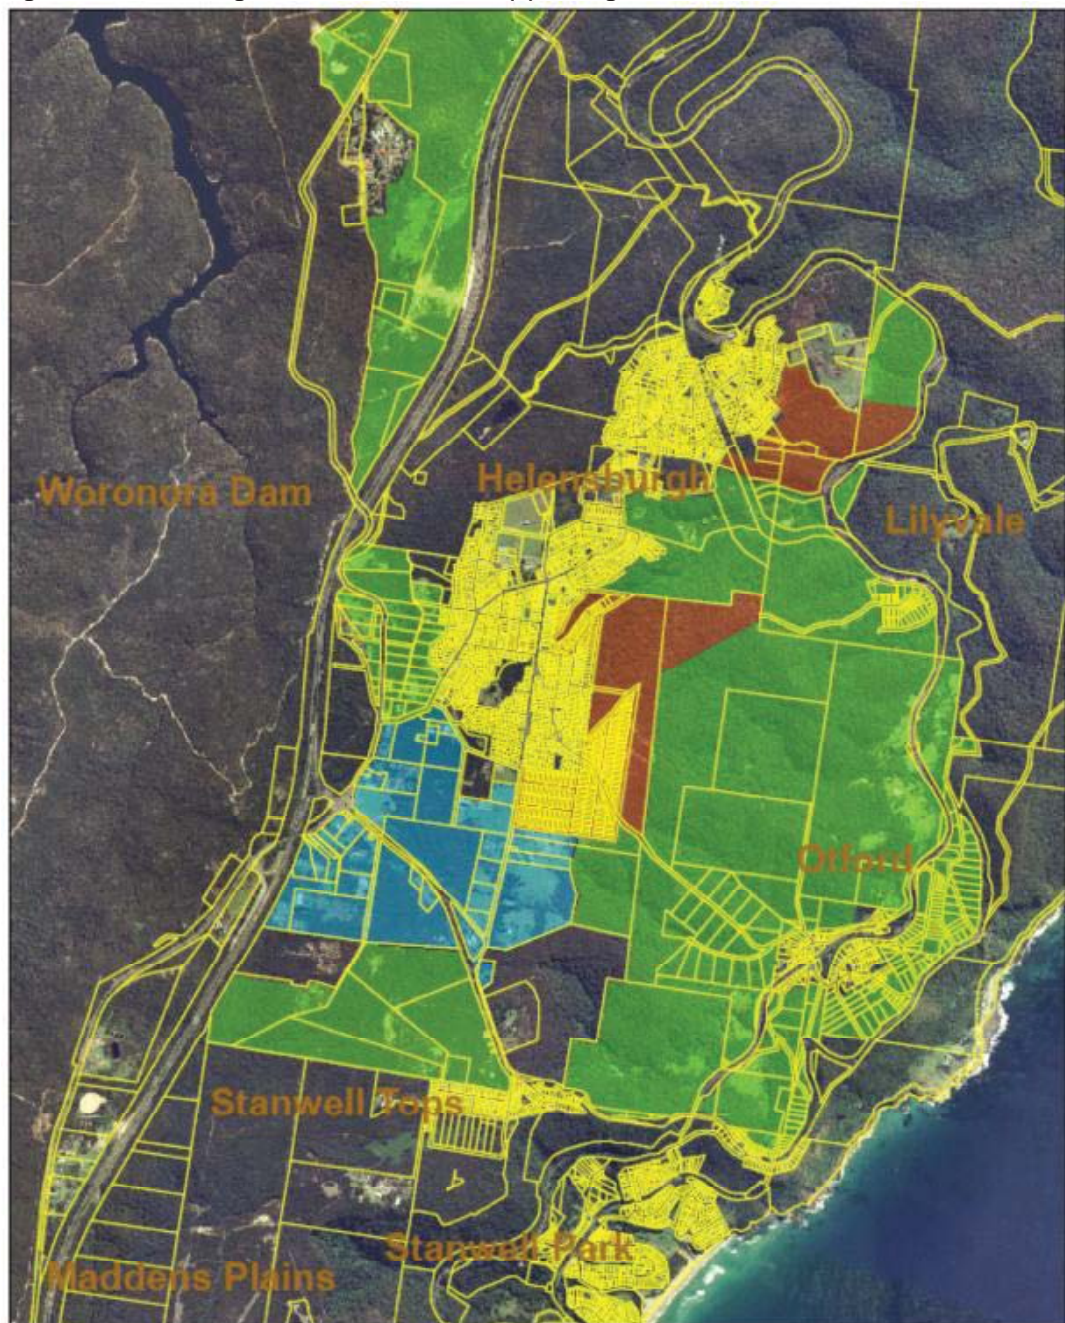 Helensburgh
Woronora Dam
Lilyvale
Otford
Stanwell Tops
Stanwell Park
Maddens Plains